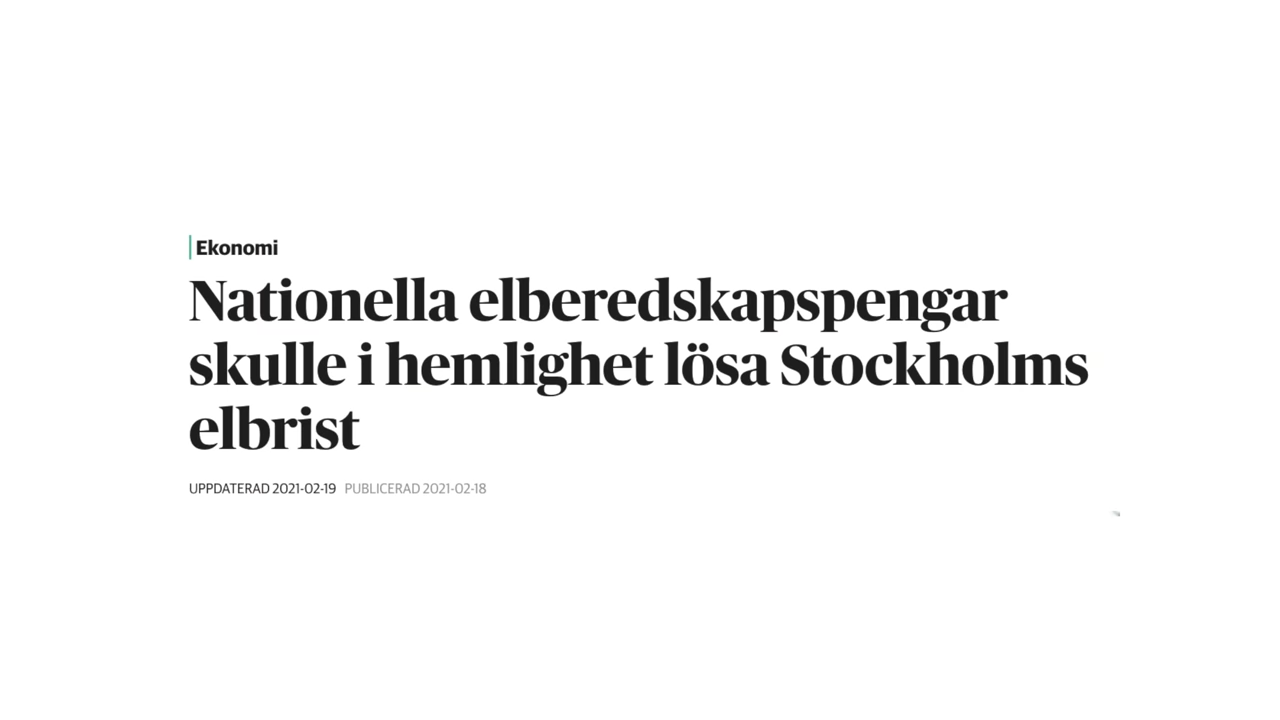 Ekonomi
Nationella elberedskapspengar
skulle i hemlighet lösa Stockholms
elbrist
UPPDATERAD 2021-02-19 PUBLICERAD 2021-02-18